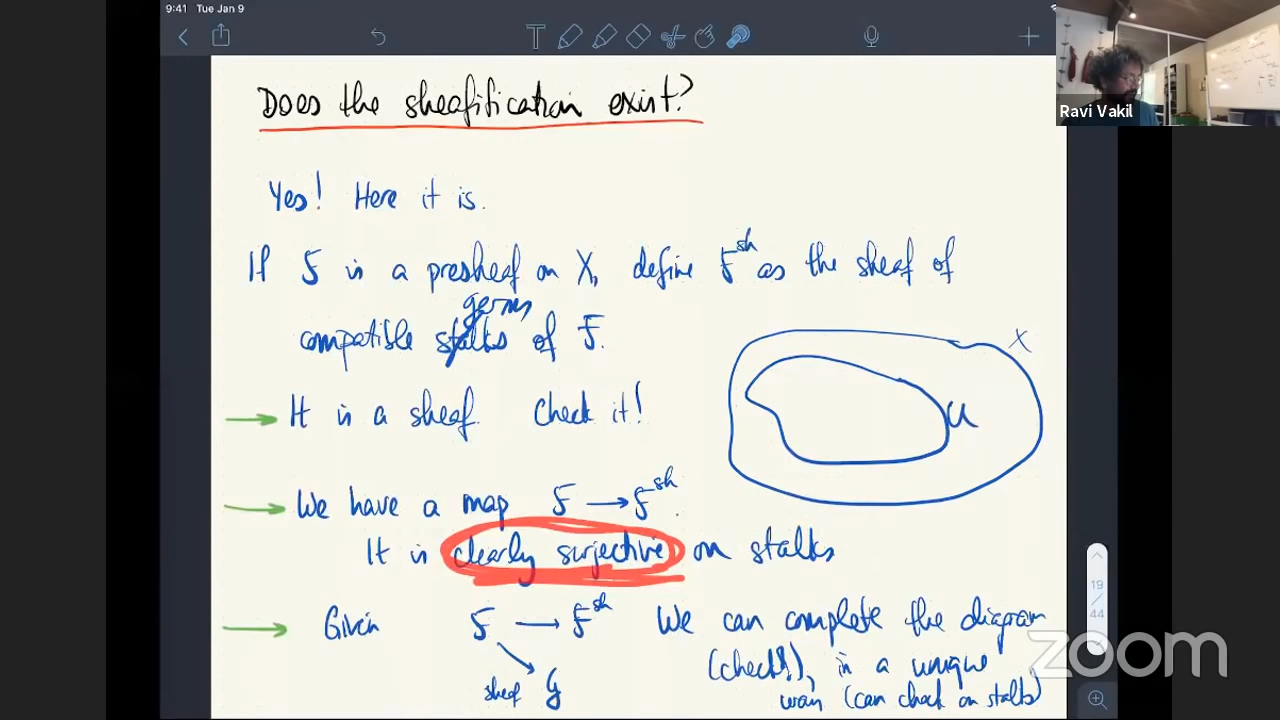 9:41 Tue Jan 9
Ravi Vakil
Does the sheafification exist?
Yes! Here it is.
If F is a presheaf on X, define F^sh as the sheaf of
germs
compatible stalks of F.
X
U
→ It is a sheaf. Check it!
→ We have a map F → F^sh.
It is clearly surjective on stalks
→ Given F → F^sh We can complete the diagram
(check!), in a unique
sheaf G way (can check on stalks)
19
/
44
zoom